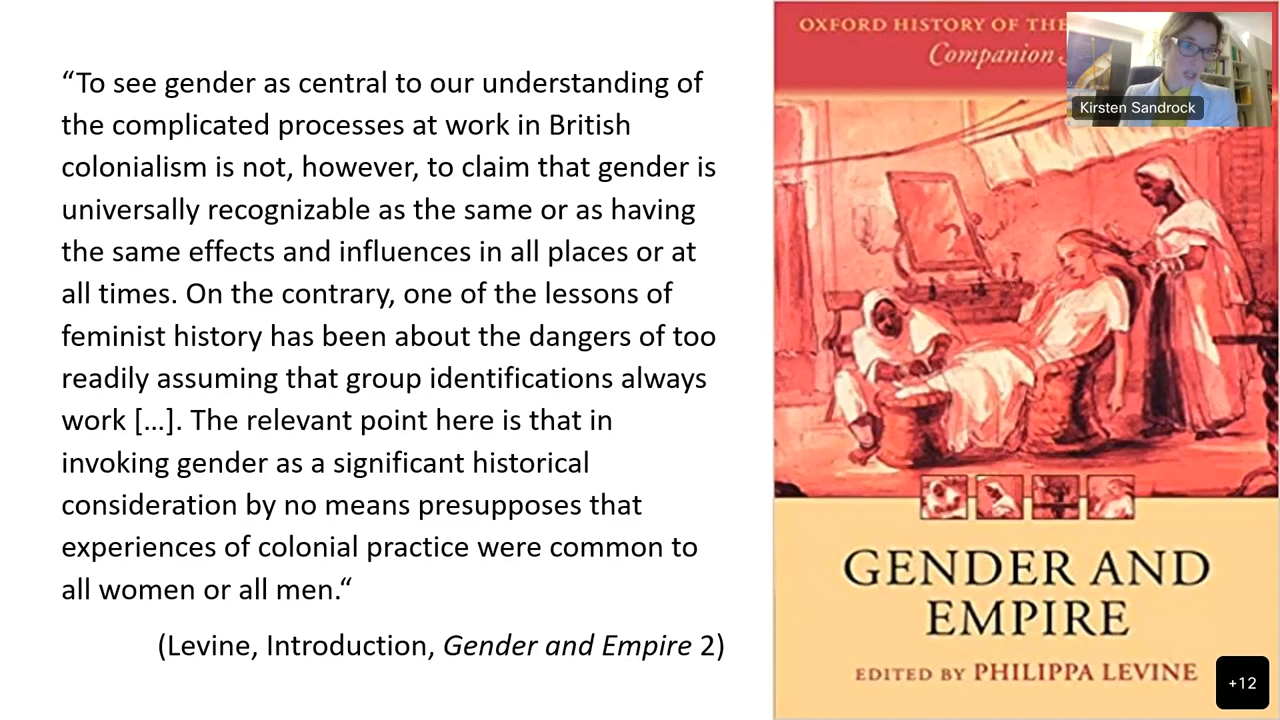 “To see gender as central to our understanding of
the complicated processes at work in British
colonialism is not, however, to claim that gender is
universally recognizable as the same or as having
the same effects and influences in all places or at
all times. On the contrary, one of the lessons of
feminist history has been about the dangers of too
readily assuming that group identifications always
work […]. The relevant point here is that in
invoking gender as a significant historical
consideration by no means presupposes that
experiences of colonial practice were common to
all women or all men.“
(Levine, Introduction, Gender and Empire 2)
OXFORD HISTORY OF THE
Companion
Kirsten Sandrock
GENDER AND
EMPIRE
EDITED BY PHILIPPA LEVINE
+12